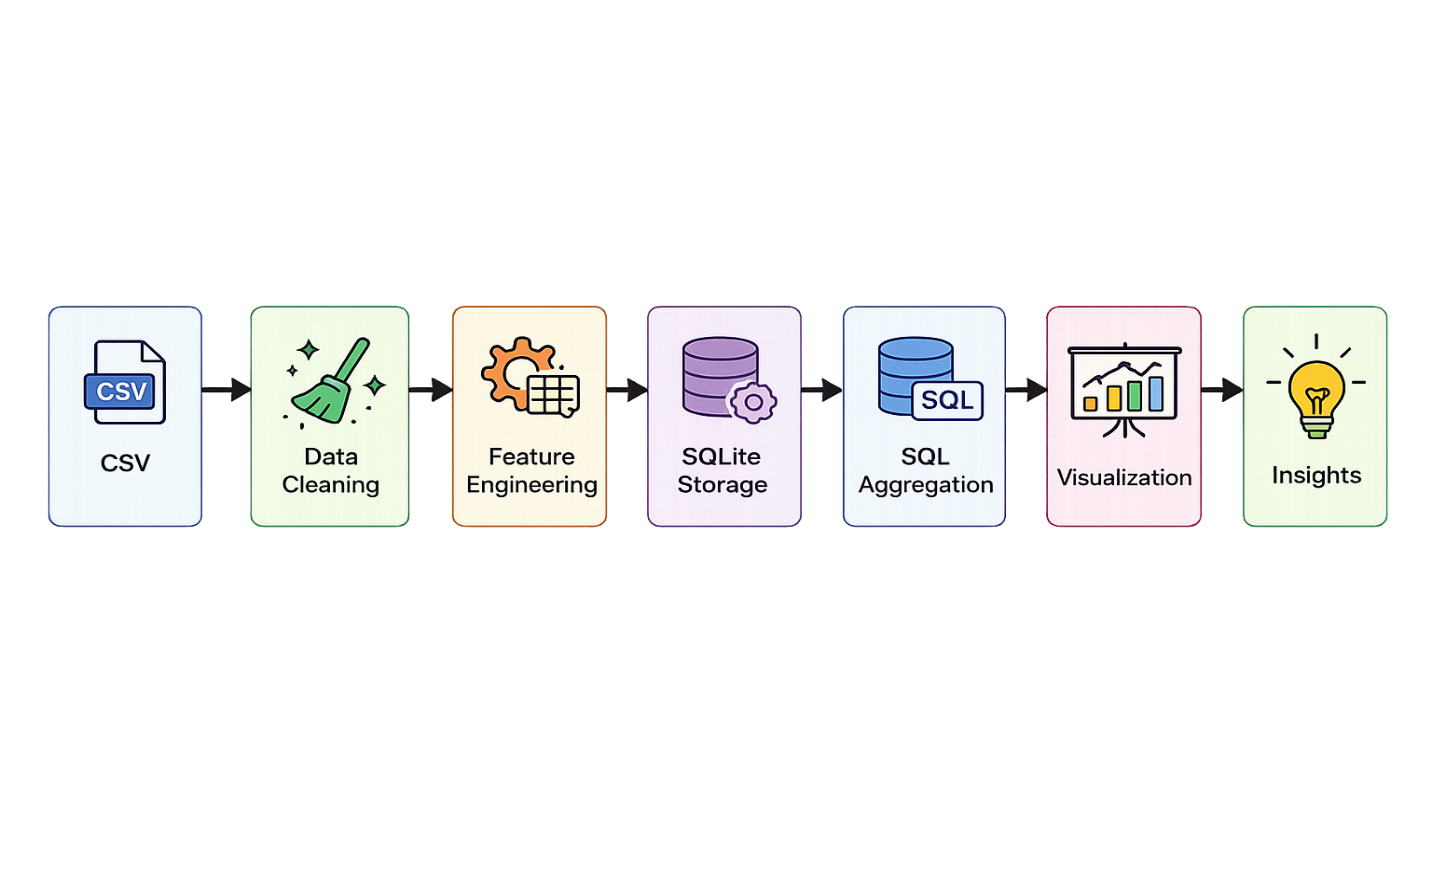 CSV
CSV
Data
Cleaning
Feature
Engineering
SQLite
Storage
SQL
SQL
Aggregation
Visualization
Insights